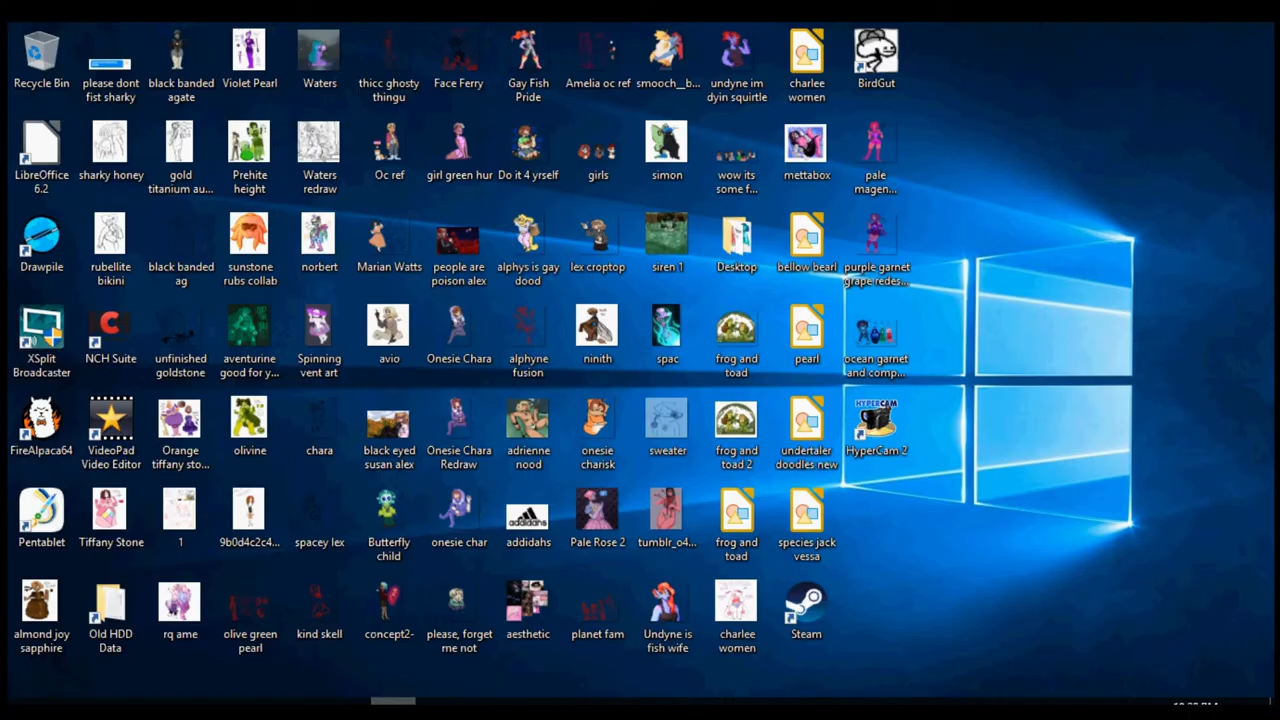 Recycle Bin
please dont
fist sharky
black banded
agate
Violet Pearl
Waters
thicc ghosty
thingu
Face Ferry
Gay Fish
Pride
Amelia oc ref
smooch__b...
undyne im
dyin squirtle
charlee
women
BirdGut
LibreOffice
6.2
sharky honey
gold
titanium au...
Prehite
height
Waters
redraw
Oc ref
girl green hur
Do it 4 yrself
girls
simon
wow its
some f...
mettabox
pale
magen...
Drawpile
rubellite
bikini
black banded
ag
sunstone
rubs collab
norbert
Marian Watts
people are
poison alex
alphys is gay
dood
lex croptop
siren 1
Desktop
bellow bearl
purple garnet
grape redes...
XSplit
Broadcaster
NCH Suite
unfinished
goldstone
aventurine
good for y...
Spinning
vent art
avio
Onesie Chara
alphyne
fusion
ninith
spac
frog and
toad
pearl
ocean garnet
and comp...
FireAlpaca64
VideoPad
Video Editor
Orange
tiffany sto...
olivine
chara
black eyed
susan alex
Onesie Chara
Redraw
adrienne
nood
onesie
charisk
sweater
frog and
toad 2
undertaler
doodles new
HYPERCAM
HyperCam 2
Pentablet
Tiffany Stone
1
9b0d4c2c4...
spacey lex
Butterfly
child
onesie char
addidans
addidahs
Pale Rose 2
tumblr_o4...
frog and
toad
species jack
vessa
almond joy
sapphire
Old HDD
Data
rq ame
olive green
pearl
kind skell
concept2-
please, forget
me not
aesthetic
planet fam
Undyne is
fish wife
charlee
women
Steam